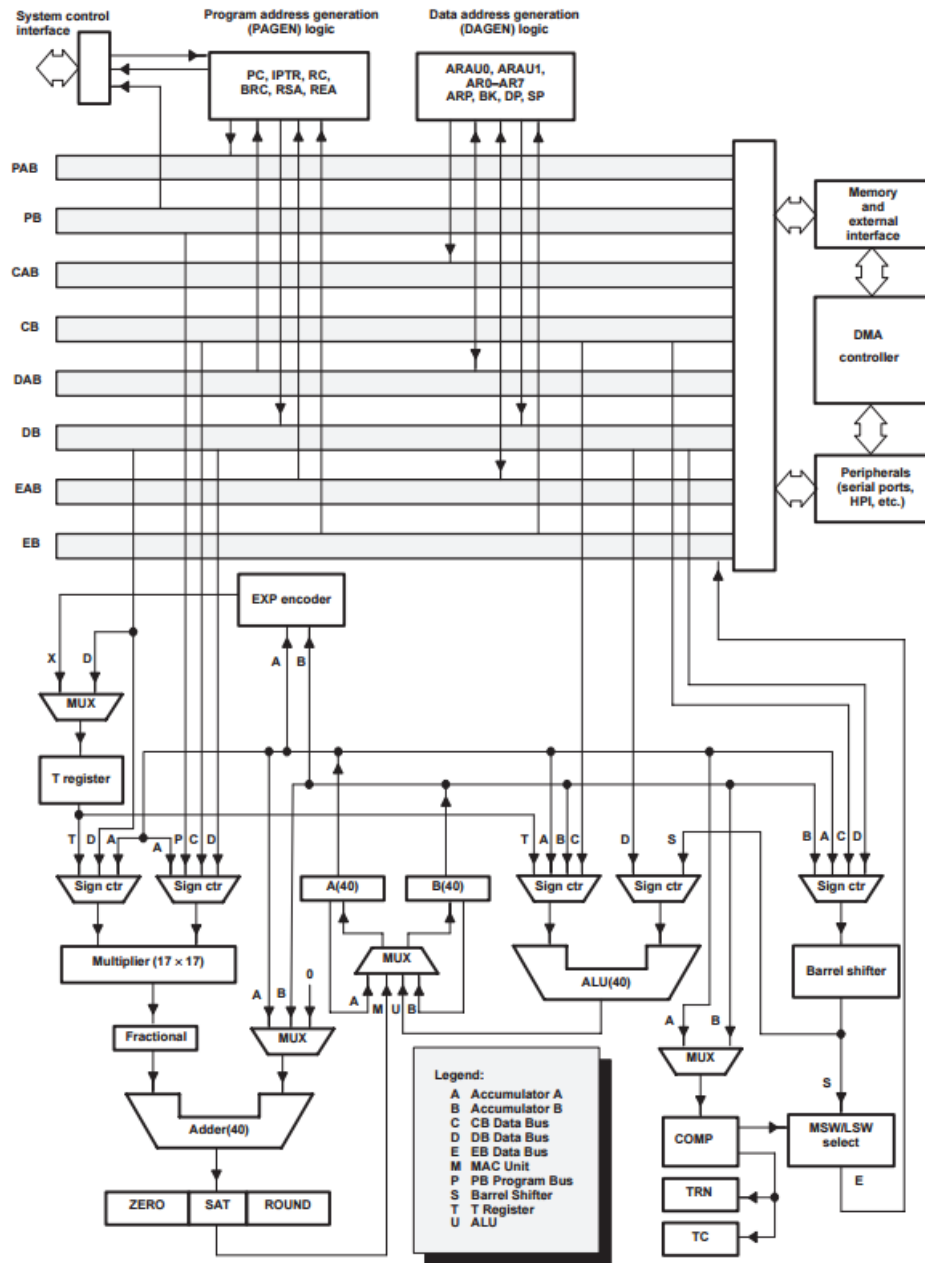 System control
interface
Program address generation
(PAGEN) logic
Data address generation
(DAGEN) logic
PC, IPTR, RC,
BRC, RSA, REA
ARAU0, ARAU1,
AR0–AR7
ARP, BK, DP, SP
PAB
PB
CAB
CB
DAB
DB
EAB
EB
Memory
and
external
interface
DMA
controller
Peripherals
(serial ports,
HPI, etc.)
EXP encoder
X
D
A
B
MUX
T register
T
D
A
A
P
C
D
Sign ctr
Sign ctr
A(40)
B(40)
T
A
B
C
D
S
Sign ctr
Sign ctr
B
A
C
D
Sign ctr
Multiplier (17 × 17)
MUX
A
M
U
B
ALU(40)
Barrel shifter
A
B
0
Fractional
MUX
A
B
MUX
S
Adder(40)
COMP
MSW/LSW
select
E
ZERO
SAT
ROUND
TRN
TC
Legend:
A Accumulator A
B Accumulator B
C CB Data Bus
D DB Data Bus
E EB Data Bus
M MAC Unit
P PB Program Bus
S Barrel Shifter
T T Register
U ALU